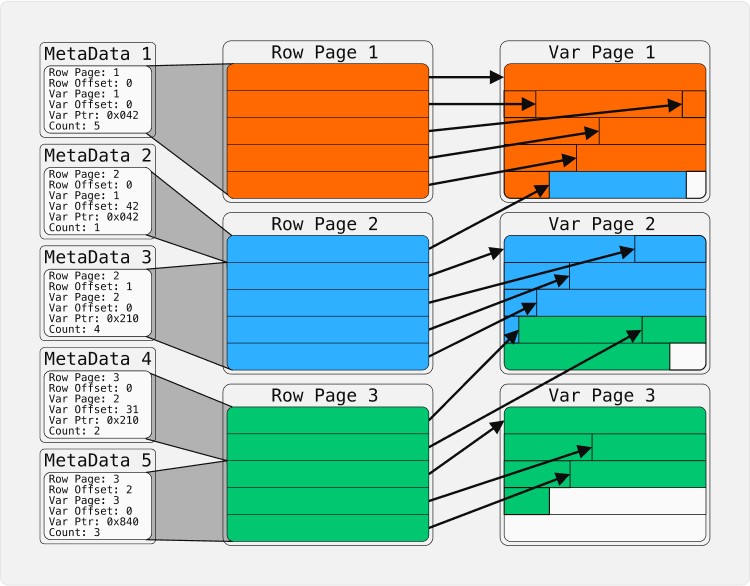 MetaData 1
Row Page: 1
Row Offset: 0
Var Page: 1
Var Offset: 0
Var Ptr: 0x042
Count: 5
MetaData 2
Row Page: 2
Row Offset: 0
Var Page: 1
Var Offset: 42
Var Ptr: 0x042
Count: 1
MetaData 3
Row Page: 2
Row Offset: 1
Var Page: 2
Var Offset: 0
Var Ptr: 0x210
Count: 4
MetaData 4
Row Page: 3
Row Offset: 0
Var Page: 2
Var Offset: 31
Var Ptr: 0x210
Count: 2
MetaData 5
Row Page: 3
Row Offset: 2
Var Page: 3
Var Offset: 0
Var Ptr: 0x840
Count: 3
Row Page 1
Row Page 2
Row Page 3
Var Page 1
Var Page 2
Var Page 3